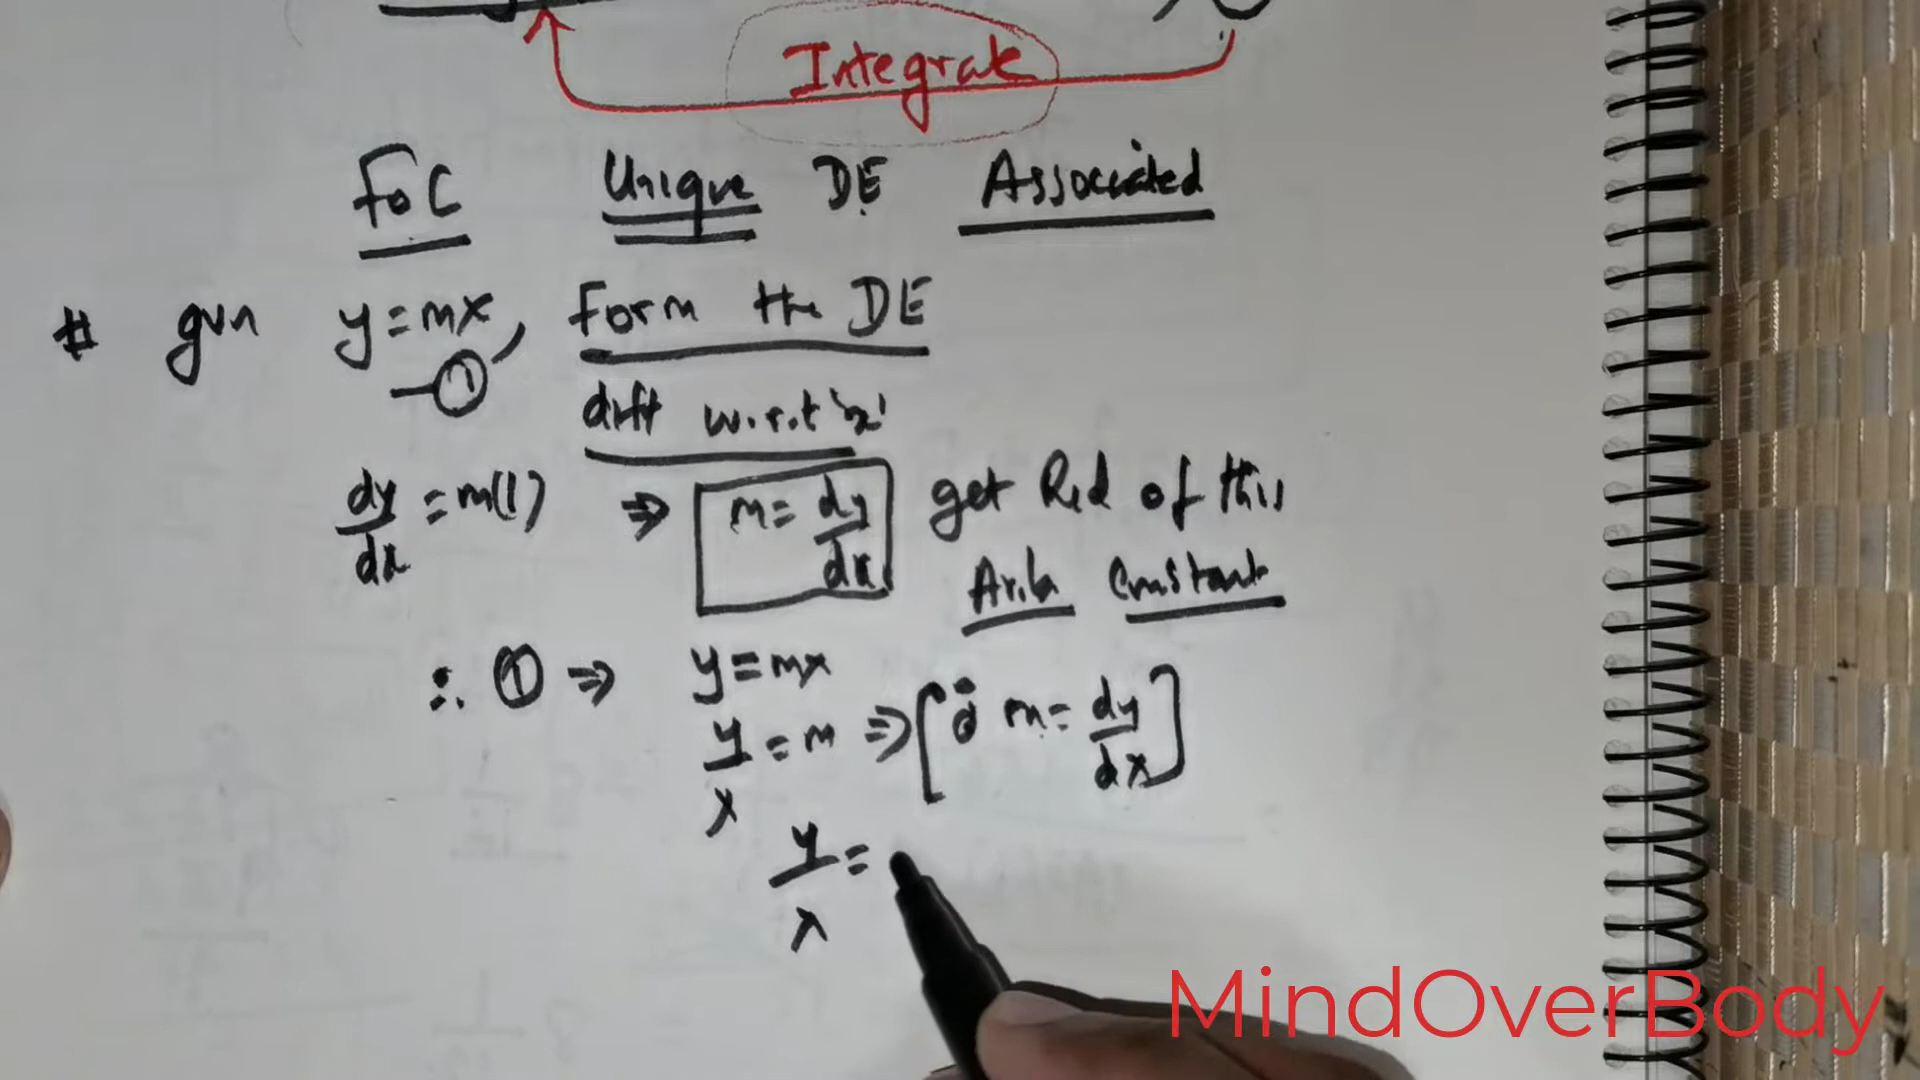 Integrate
FoC Unique DE Associated
# gvn y = mx, Form the DE
— ①
diff w.r.t 'x'
dy/dx = m(1) ⇒ m = dy/dx get Rid of this
Arib Constant
∴ ① ⇒ y = mx
y/x = m ⇒ [∵ m = dy/dx]
y/x =
MindOverBody